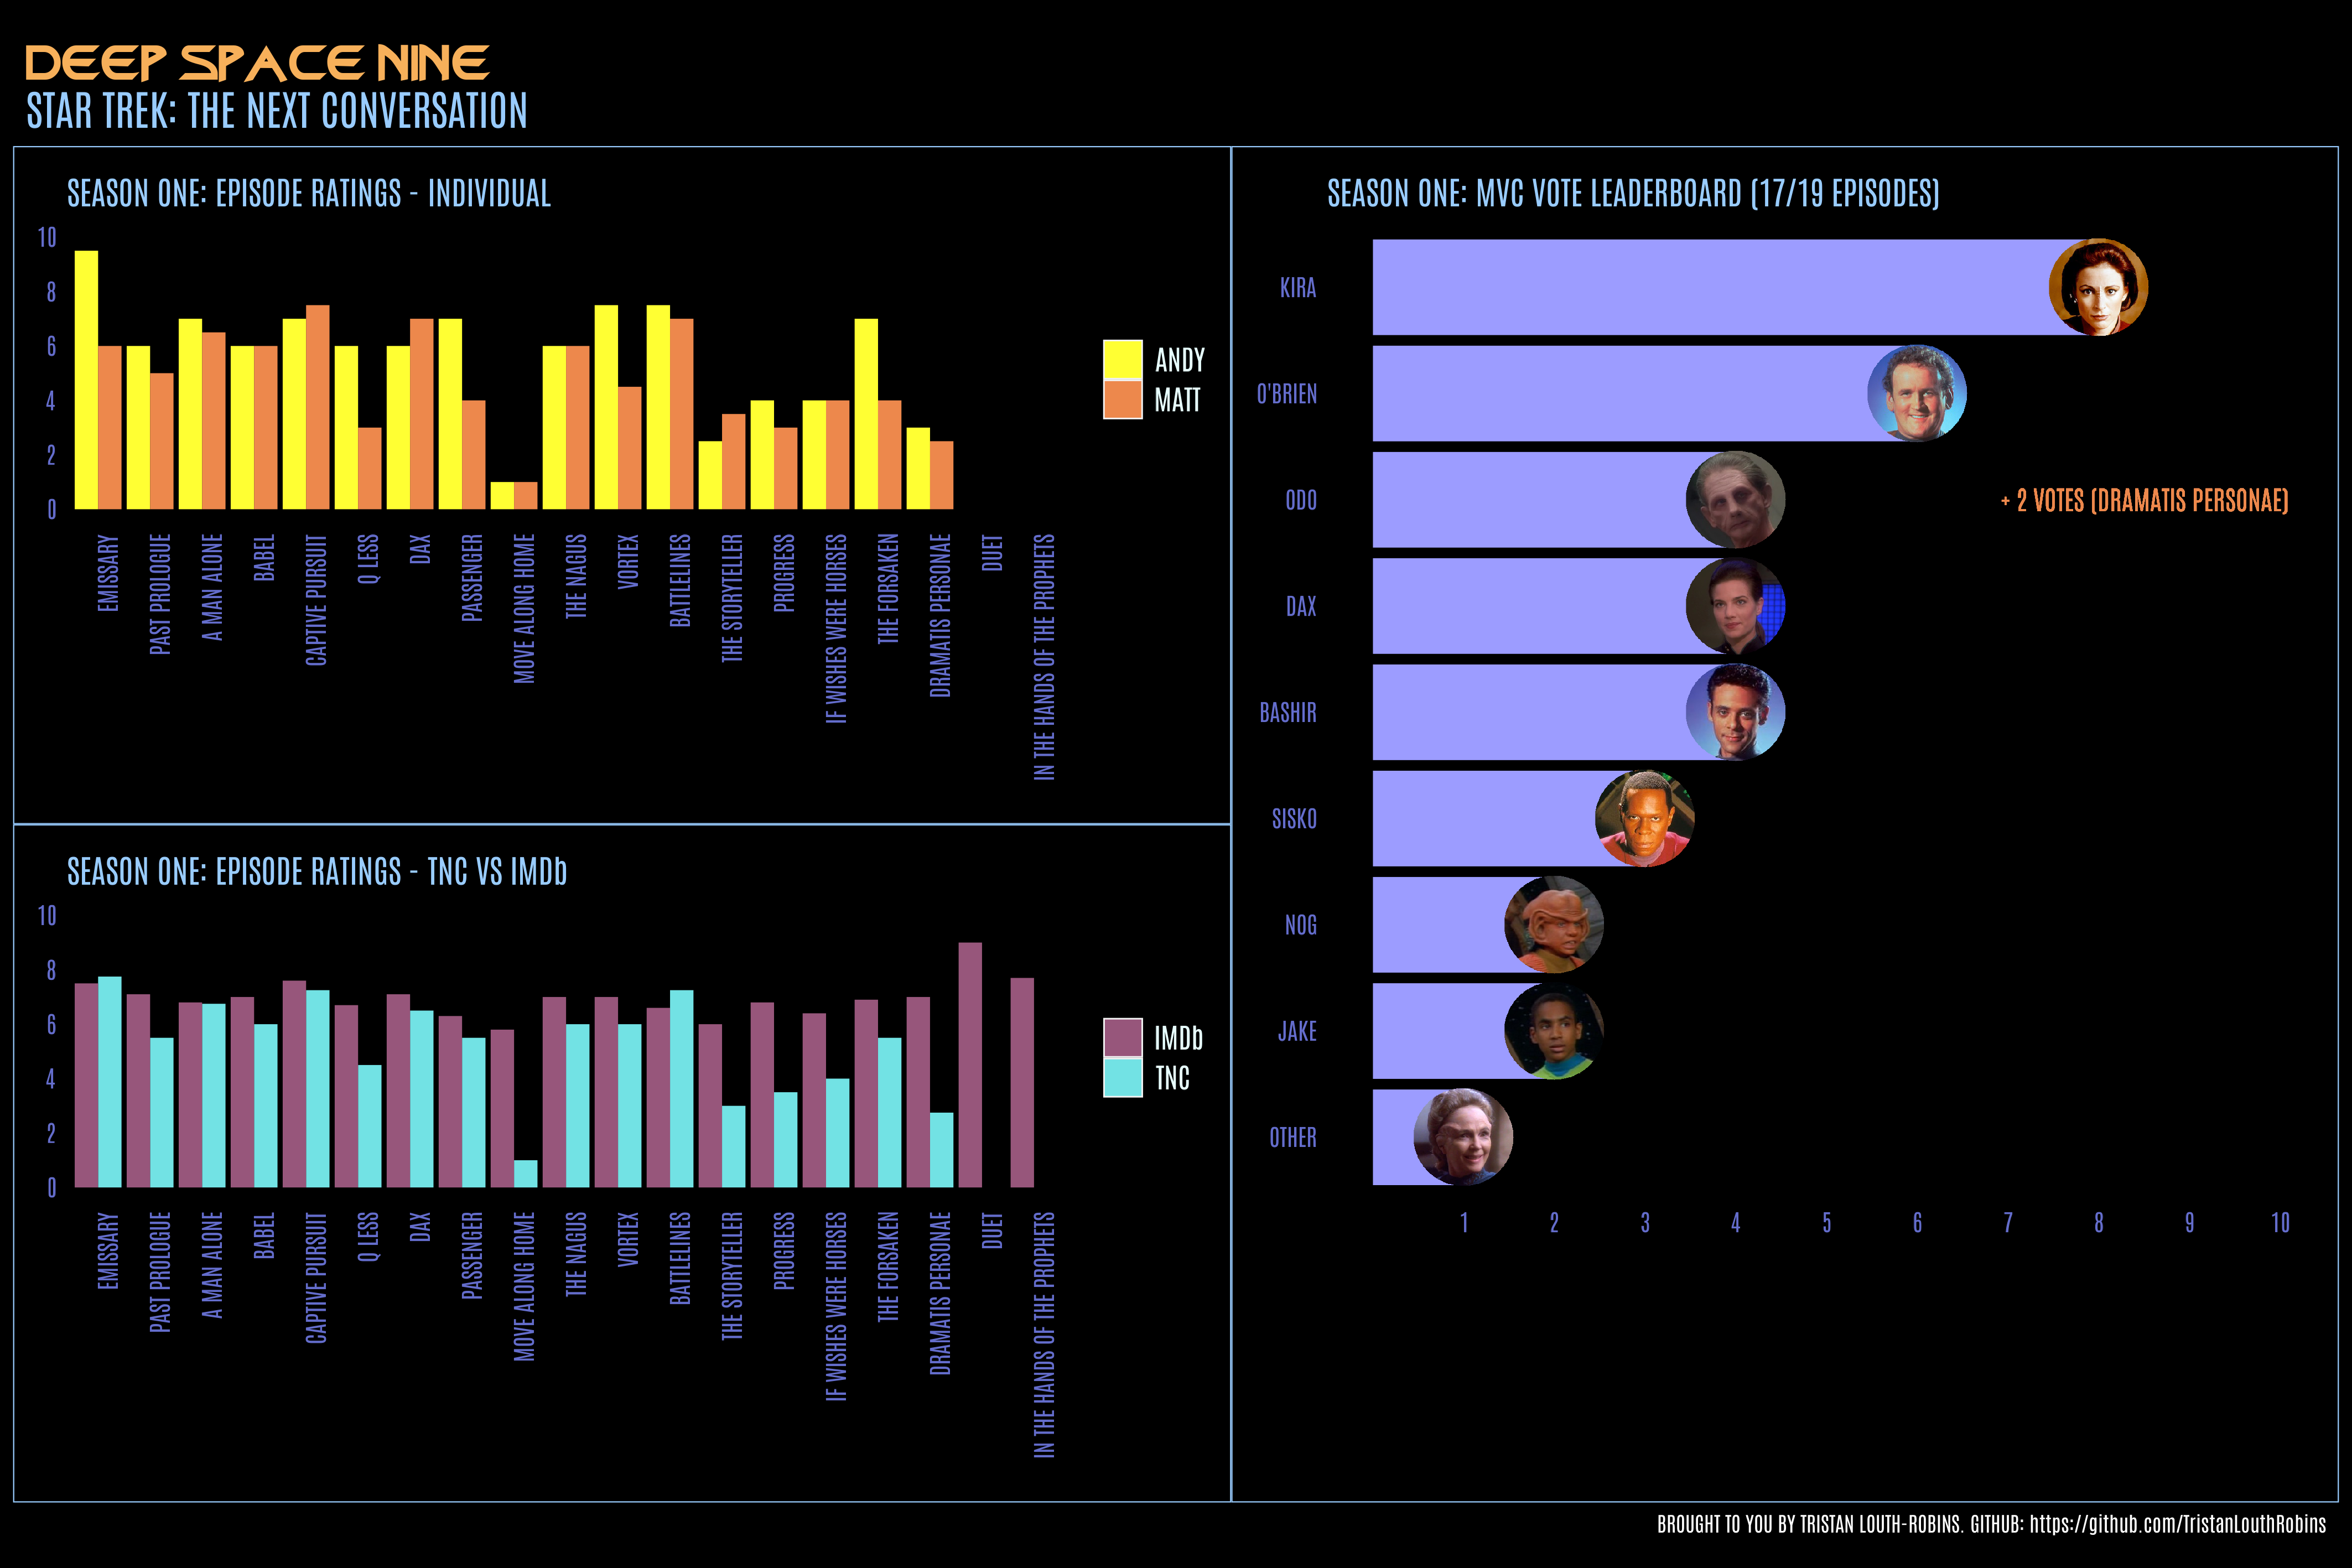 DEEP SPACE NINE
STAR TREK: THE NEXT CONVERSATION
SEASON ONE: EPISODE RATINGS - INDIVIDUAL
10
8
6
4
2
0
ANDY
MATT
EMISSARY
PAST PROLOGUE
A MAN ALONE
BABEL
CAPTIVE PURSUIT
Q LESS
DAX
PASSENGER
MOVE ALONG HOME
THE NAGUS
VORTEX
BATTLELINES
THE STORYTELLER
PROGRESS
IF WISHES WERE HORSES
THE FORSAKEN
DRAMATIS PERSONAE
DUET
IN THE HANDS OF THE PROPHETS
SEASON ONE: EPISODE RATINGS - TNC VS IMDb
10
8
6
4
2
0
IMDb
TNC
EMISSARY
PAST PROLOGUE
A MAN ALONE
BABEL
CAPTIVE PURSUIT
Q LESS
DAX
PASSENGER
MOVE ALONG HOME
THE NAGUS
VORTEX
BATTLELINES
THE STORYTELLER
PROGRESS
IF WISHES WERE HORSES
THE FORSAKEN
DRAMATIS PERSONAE
DUET
IN THE HANDS OF THE PROPHETS
SEASON ONE: MVC VOTE LEADERBOARD (17/19 EPISODES)
KIRA
O'BRIEN
ODO
+ 2 VOTES (DRAMATIS PERSONAE)
DAX
BASHIR
SISKO
NOG
JAKE
OTHER
1 2 3 4 5 6 7 8 9 10
BROUGHT TO YOU BY TRISTAN LOUTH-ROBINS. GITHUB: https://github.com/TristanLouthRobins